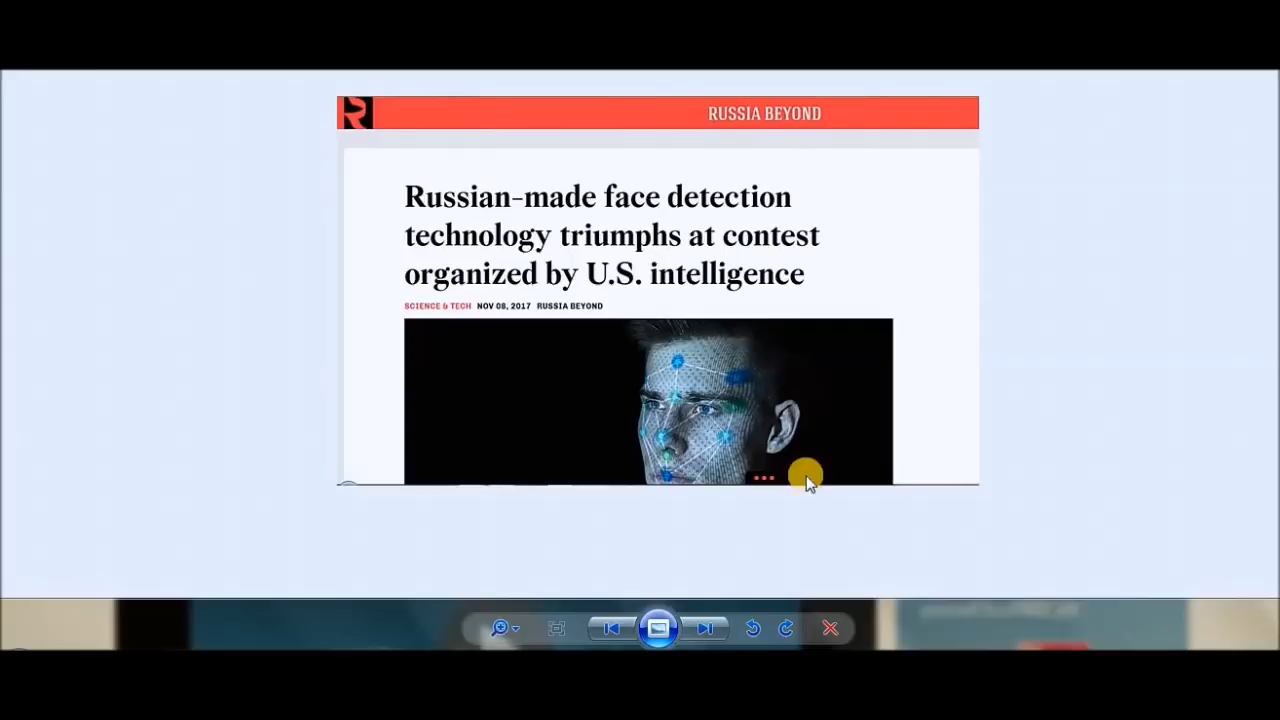 RUSSIA BEYOND
Russian-made face detection
technology triumphs at contest
organized by U.S. intelligence
SCIENCE & TECH NOV 08, 2017 RUSSIA BEYOND